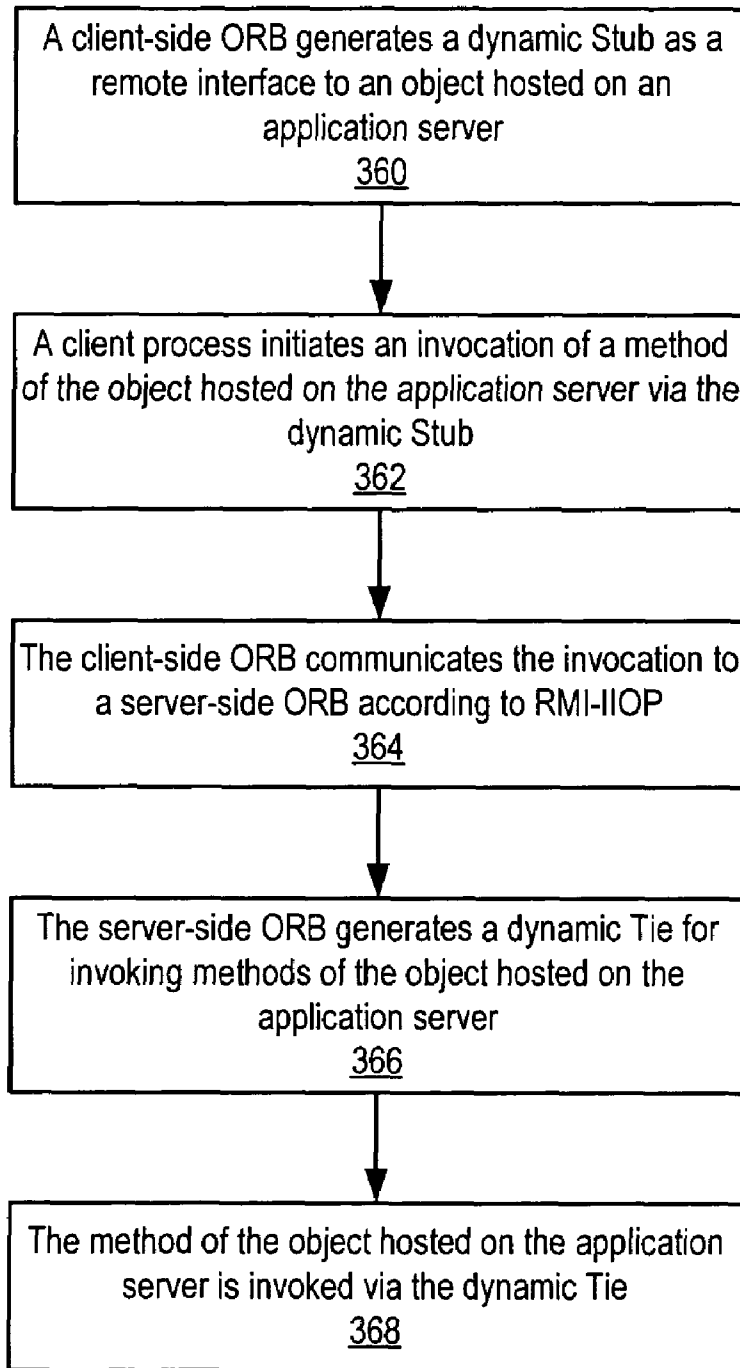 A client-side ORB generates a dynamic Stub as a
remote interface to an object hosted on an
application server
360
A client process initiates an invocation of a method
of the object hosted on the application server via the
dynamic Stub
362
The client-side ORB communicates the invocation to
a server-side ORB according to RMI-IIOP
364
The server-side ORB generates a dynamic Tie for
invoking methods of the object hosted on the
application server
366
The method of the object hosted on the application
server is invoked via the dynamic Tie
368